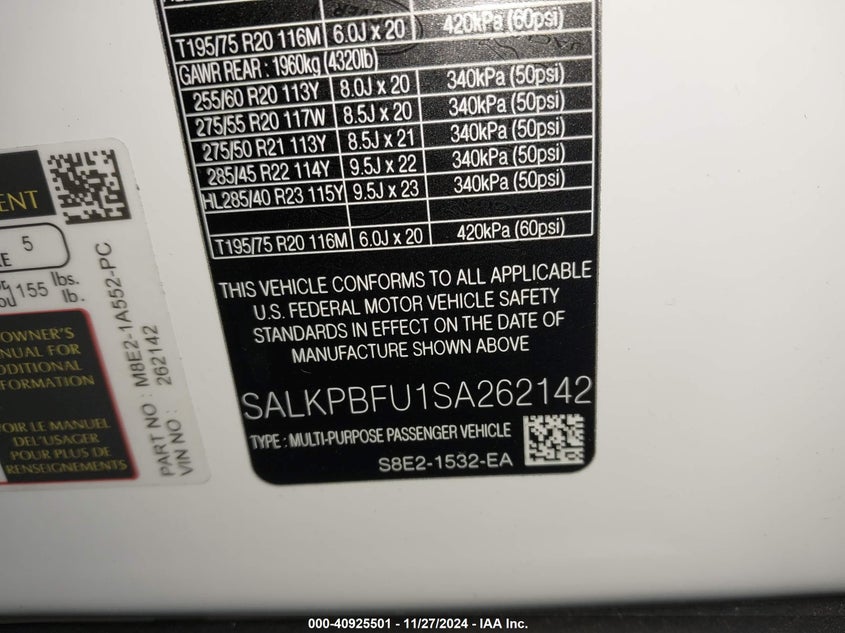 420kPa (60psi)
T195/75 R20 116M 6.0J x 20
GAWR REAR : 1960kg (4320lb)
255/60 R20 113Y 8.0J x 20 340kPa (50psi)
275/55 R20 117W 8.5J x 20 340kPa (50psi)
275/50 R21 113Y 8.5J x 21 340kPa (50psi)
285/45 R22 114Y 9.5J x 22 340kPa (50psi)
HL285/40 R23 115Y 9.5J x 23 340kPa (50psi)
T195/75 R20 116M 6.0J x 20 420kPa (60psi)
THIS VEHICLE CONFORMS TO ALL APPLICABLE
U.S. FEDERAL MOTOR VEHICLE SAFETY
STANDARDS IN EFFECT ON THE DATE OF
MANUFACTURE SHOWN ABOVE
SALKPBFU1SA262142
TYPE : MULTI-PURPOSE PASSENGER VEHICLE
S8E2-1532-EA
5
155 lbs.
lb.
OWNER'S
FOR
LE MANUEL
DEL'USAGER
POUR PLUS DE
RENSEIGNEMENTS
PART NO : M8E2-1A552-PC
VIN NO : 262142
000-40925501 - 11/27/2024 - IAA Inc.